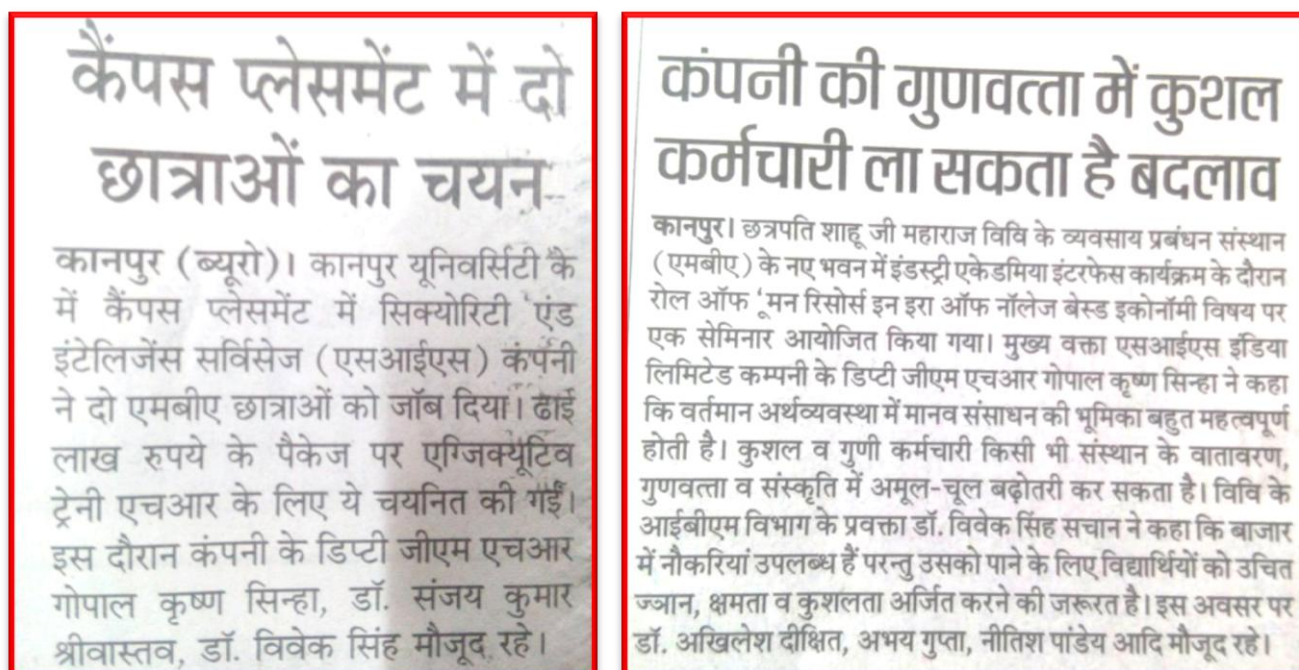 कैंपस प्लेसमेंट में दो
छात्राओं का चयन
कानपुर (ब्यूरो)। कानपुर यूनिवर्सिटी कै
में कैंपस प्लेसमेंट में सिक्योरिटी एंड
इंटेलिजेंस सर्विसेज (एसआईएस) कंपनी
ने दो एमबीए छात्राओं को जॉब दिया। ढाई
लाख रुपये के पैकेज पर एग्जिक्यूटिव
ट्रेनी एचआर के लिए ये चयनित की गईं।
इस दौरान कंपनी के डिप्टी जीएम एचआर
गोपाल कृष्ण सिन्हा, डॉ. संजय कुमार
श्रीवास्तव, डॉ. विवेक सिंह मौजूद रहे।
कंपनी की गुणवत्ता में कुशल
कर्मचारी ला सकता है बदलाव
कानपुर। छत्रपति शाहू जी महाराज विवि के व्यवसाय प्रबंधन संस्थान
(एमबीए) के नए भवन में इंडस्ट्री एकेडमिया इंटरफेस कार्यक्रम के दौरान
रोल ऑफ 'मन रिसोर्स इन इरा ऑफ नॉलेज बेस्ड इकोनॉमी विषय पर
एक सेमिनार आयोजित किया गया। मुख्य वक्ता एसआईएस इंडिया
लिमिटेड कम्पनी के डिप्टी जीएम एचआर गोपाल कृष्ण सिन्हा ने कहा
कि वर्तमान अर्थव्यवस्था में मानव संसाधन की भूमिका बहुत महत्वपूर्ण
होती है। कुशल व गुणी कर्मचारी किसी भी संस्थान के वातावरण,
गुणवत्ता व संस्कृति में अमूल-चूल बढ़ोतरी कर सकता है। विवि के
आईबीएम विभाग के प्रवक्ता डॉ. विवेक सिंह सचान ने कहा कि बाजार
में नौकरियां उपलब्ध हैं परन्तु उसको पाने के लिए विद्यार्थियों को उचित
ज्ञान, क्षमता व कुशलता अर्जित करने की जरूरत है। इस अवसर पर
डॉ. अखिलेश दीक्षित, अभय गुप्ता, नीतिश पांडेय आदि मौजूद रहे।